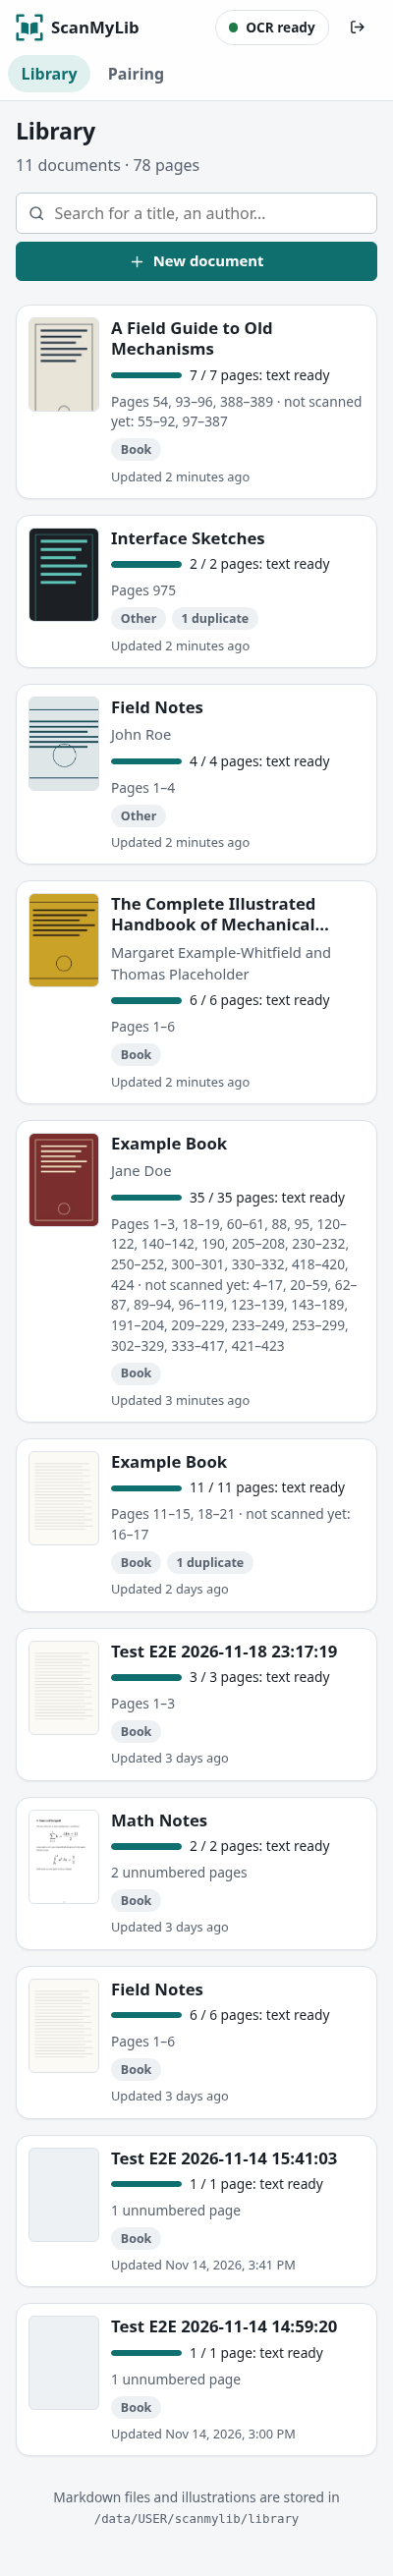 ScanMyLib
OCR ready
Library
Pairing
Library
11 documents · 78 pages
Search for a title, an author...
New document
A Field Guide to Old
Mechanisms
7 / 7 pages: text ready
Pages 54, 93–96, 388–389 · not scanned
yet: 55–92, 97–387
Book
Updated 2 minutes ago
Interface Sketches
2 / 2 pages: text ready
Pages 975
Other
1 duplicate
Updated 2 minutes ago
Field Notes
John Roe
4 / 4 pages: text ready
Pages 1–4
Other
Updated 2 minutes ago
The Complete Illustrated
Handbook of Mechanical...
Margaret Example-Whitfield and
Thomas Placeholder
6 / 6 pages: text ready
Pages 1–6
Book
Updated 2 minutes ago
Example Book
Jane Doe
35 / 35 pages: text ready
Pages 1–3, 18–19, 60–61, 88, 95, 120–
122, 140–142, 190, 205–208, 230–232,
250–252, 300–301, 330–332, 418–420,
424 · not scanned yet: 4–17, 20–59, 62–
87, 89–94, 96–119, 123–139, 143–189,
191–204, 209–229, 233–249, 253–299,
302–329, 333–417, 421–423
Book
Updated 3 minutes ago
Example Book
11 / 11 pages: text ready
Pages 11–15, 18–21 · not scanned yet:
16–17
Book
1 duplicate
Updated 2 days ago
Test E2E 2026-11-18 23:17:19
3 / 3 pages: text ready
Pages 1–3
Book
Updated 3 days ago
Math Notes
2 / 2 pages: text ready
2 unnumbered pages
Book
Updated 3 days ago
Field Notes
6 / 6 pages: text ready
Pages 1–6
Book
Updated 3 days ago
Test E2E 2026-11-14 15:41:03
1 / 1 page: text ready
1 unnumbered page
Book
Updated Nov 14, 2026, 3:41 PM
Test E2E 2026-11-14 14:59:20
1 / 1 page: text ready
1 unnumbered page
Book
Updated Nov 14, 2026, 3:00 PM
Markdown files and illustrations are stored in
/data/USER/scanmylib/library